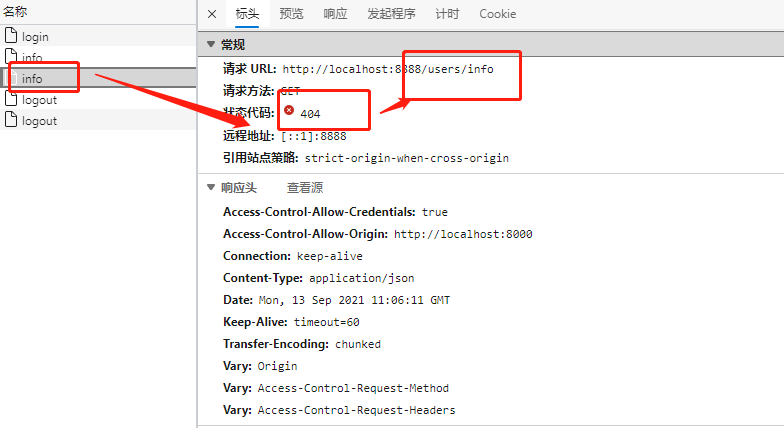 名称
login
info
info
logout
logout
标头 预览 响应 发起程序 计时 Cookie
常规
请求 URL: http://localhost:8888/users/info
请求方法: GET
状态代码: 404
远程地址: [::1]:8888
引用站点策略: strict-origin-when-cross-origin
响应头 查看源
Access-Control-Allow-Credentials: true
Access-Control-Allow-Origin: http://localhost:8000
Connection: keep-alive
Content-Type: application/json
Date: Mon, 13 Sep 2021 11:06:11 GMT
Keep-Alive: timeout=60
Transfer-Encoding: chunked
Vary: Origin
Vary: Access-Control-Request-Method
Vary: Access-Control-Request-Headers